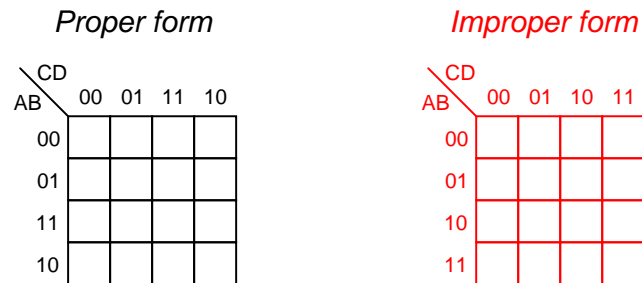 Proper form
CD
AB 00 01 11 10
00
01
11
10
Improper form
CD
AB 00 01 10 11
00
01
10
11